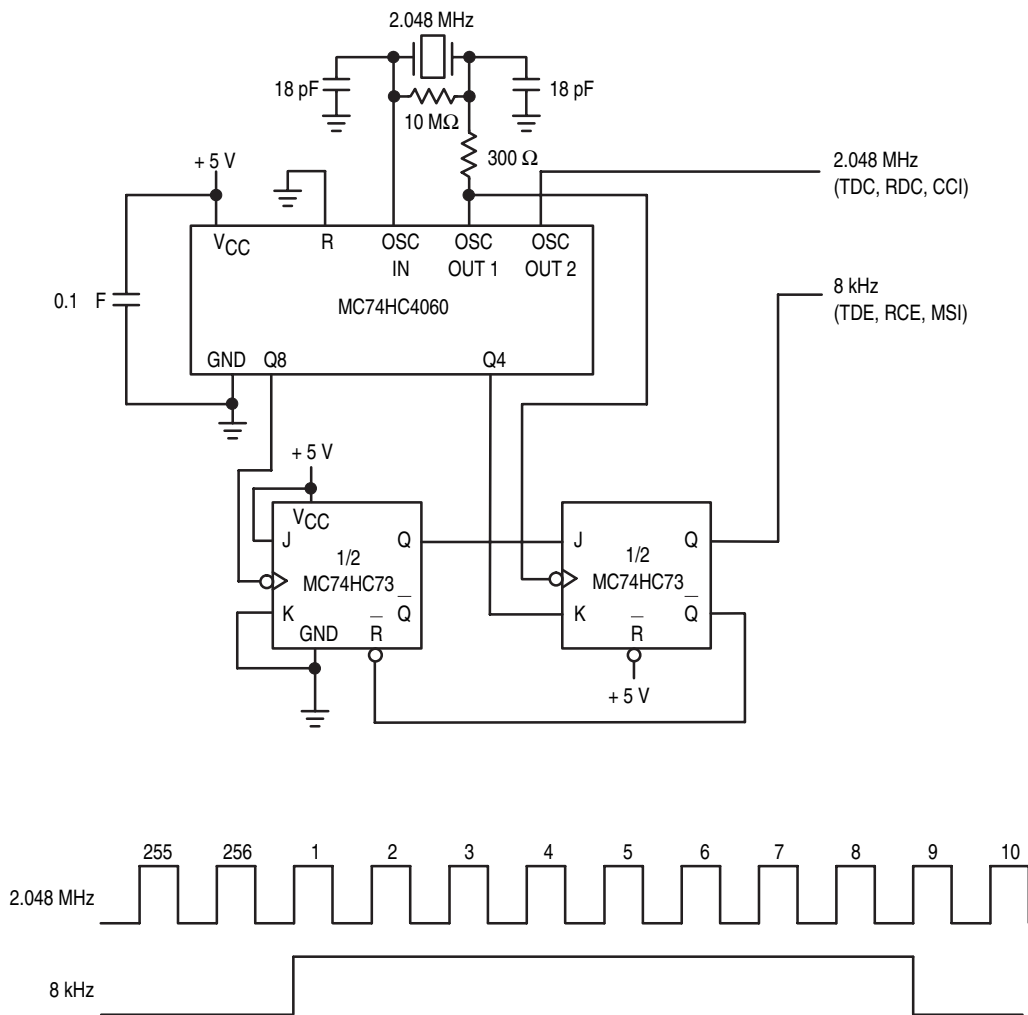 2.048 MHz
18 pF
18 pF
10 MΩ
300 Ω
+ 5 V
2.048 MHz
(TDC, RDC, CCI)
VCC
R
OSC
IN
OSC
OUT 1
OSC
OUT 2
0.1 F
MC74HC4060
8 kHz
(TDE, RCE, MSI)
GND
Q8
Q4
+ 5 V
VCC
J
Q
1/2
MC74HC73
K
Q
GND
R
J
Q
1/2
MC74HC73
K
Q
R
+ 5 V
255 256 1 2 3 4 5 6 7 8 9 10
2.048 MHz
8 kHz